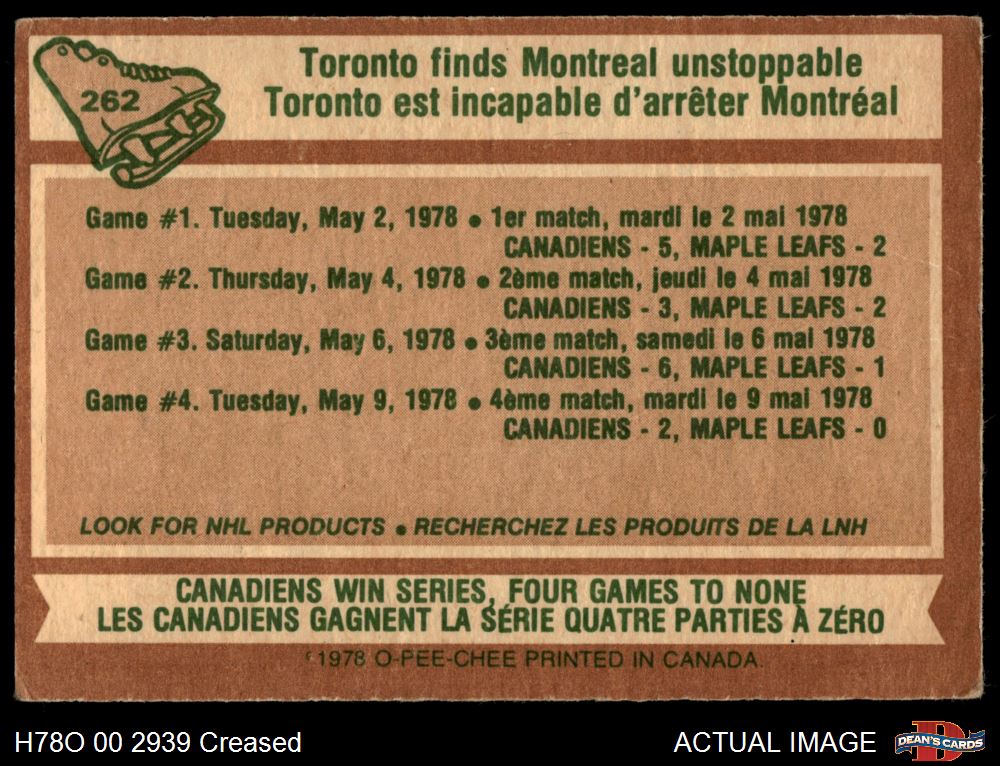 262
Toronto finds Montreal unstoppable
Toronto est incapable d'arrêter Montréal
Game #1. Tuesday, May 2, 1978 • 1er match, mardi le 2 mai 1978
CANADIENS - 5, MAPLE LEAFS - 2
Game #2. Thursday, May 4, 1978 • 2ème match, jeudi le 4 mai 1978
CANADIENS - 3, MAPLE LEAFS - 2
Game #3. Saturday, May 6, 1978 • 3ème match, samedi le 6 mai 1978
CANADIENS - 6, MAPLE LEAFS - 1
Game #4. Tuesday, May 9, 1978 • 4ème match, mardi le 9 mai 1978
CANADIENS - 2, MAPLE LEAFS - 0
LOOK FOR NHL PRODUCTS • RECHERCHEZ LES PRODUITS DE LA LNH
CANADIENS WIN SERIES, FOUR GAMES TO NONE
LES CANADIENS GAGNENT LA SÉRIE QUATRE PARTIES À ZÉRO
© 1978 O-PEE-CHEE PRINTED IN CANADA.
H78O 00 2939 Creased
ACTUAL IMAGE
D
DEAN'S CARDS